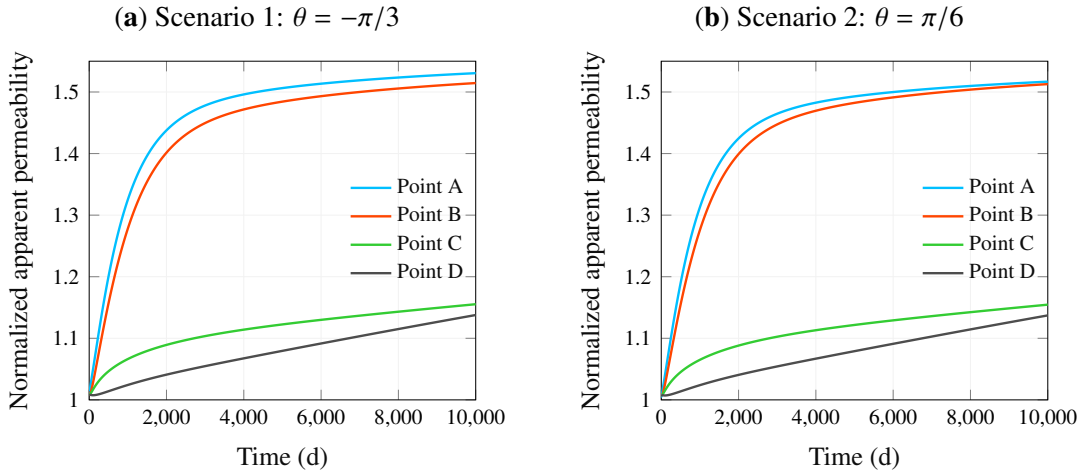 (a) Scenario 1: θ = −π/3
Normalized apparent permeability
1.5
1.4
1.3
1.2
1.1
1
Point A
Point B
Point C
Point D
0 2,000 4,000 6,000 8,000 10,000
Time (d)
(b) Scenario 2: θ = π/6
Normalized apparent permeability
1.5
1.4
1.3
1.2
1.1
1
Point A
Point B
Point C
Point D
0 2,000 4,000 6,000 8,000 10,000
Time (d)